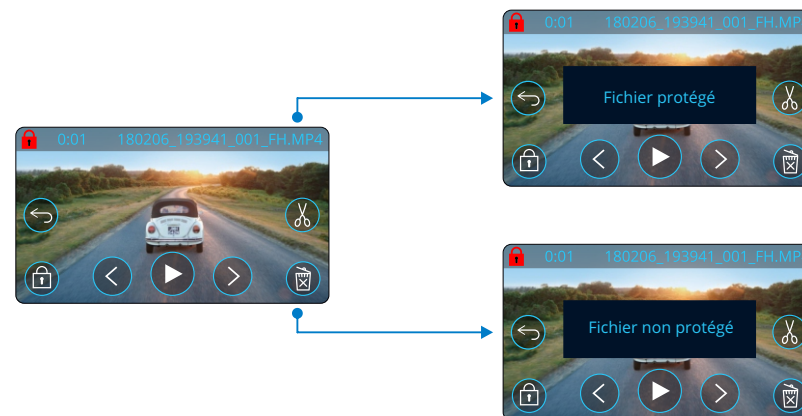 0:01 180206_193941_001_FH.MP4
0:01 180206_193941_001_FH.MP
Fichier protégé
0:01 180206_193941_001_FH.MP
Fichier non protégé